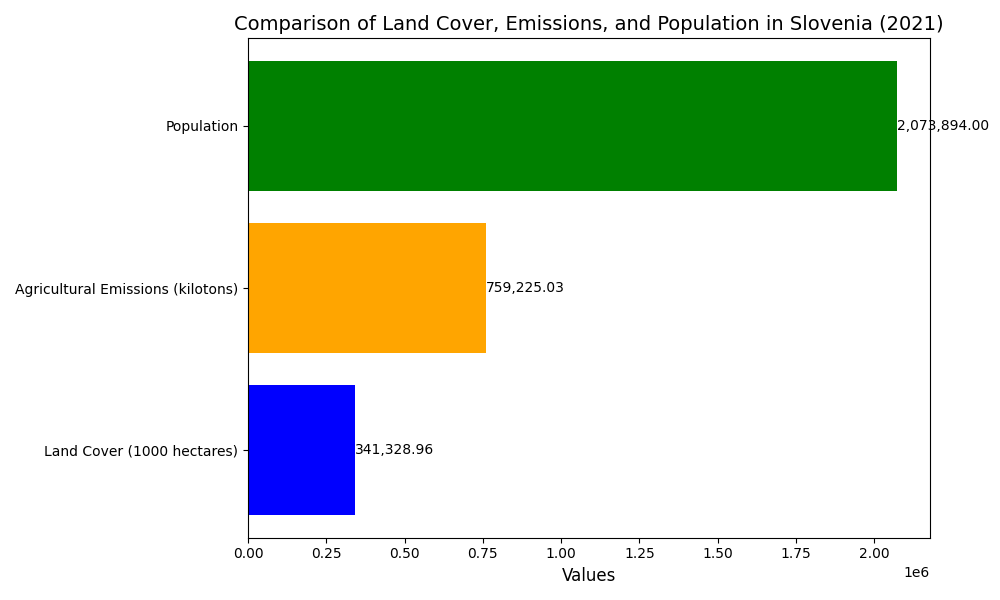 Comparison of Land Cover, Emissions, and Population in Slovenia (2021)
Population
2,073,894.00
Agricultural Emissions (kilotons)
759,225.03
Land Cover (1000 hectares)
341,328.96
0.00 0.25 0.50 0.75 1.00 1.25 1.50 1.75 2.00
1e6
Values